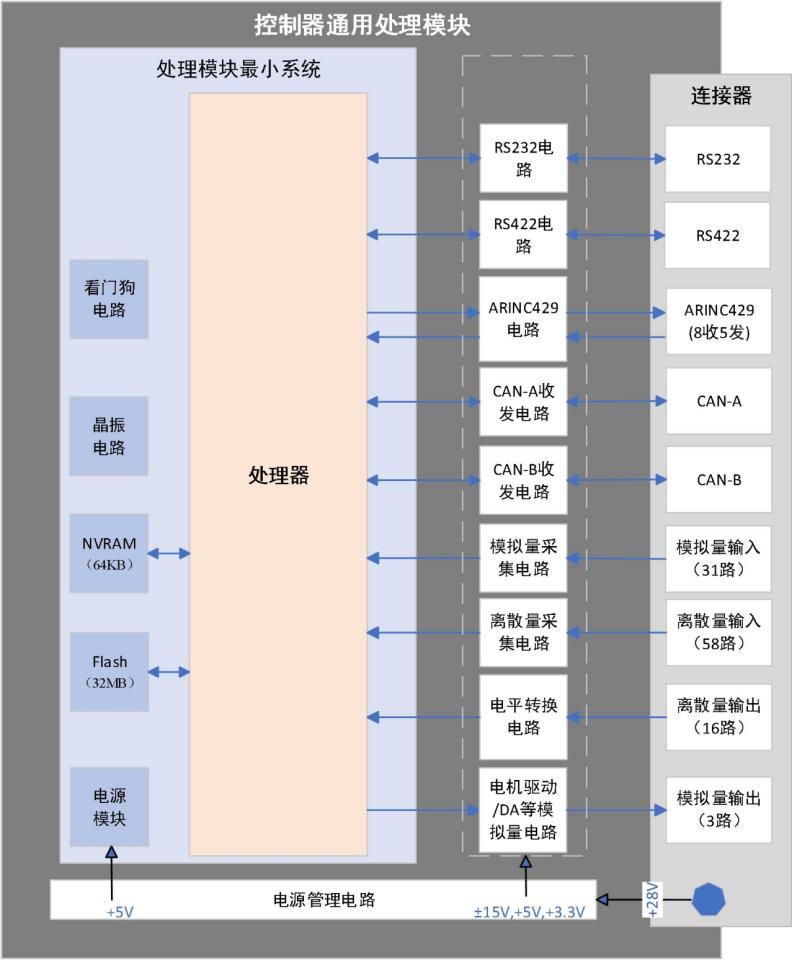 控制器通用处理模块
处理模块最小系统
连接器
RS232电
路
RS232
RS422电
路
RS422
看门狗
电路
ARINC429
电路
ARINC429
(8收5发)
CAN-A收
发电路
CAN-A
晶振
电路
处理器
CAN-B收
发电路
CAN-B
NVRAM
（64KB）
模拟量采
集电路
模拟量输入
（31路）
离散量采
集电路
离散量输入
（58路）
Flash
（32MB）
电平转换
电路
离散量输出
（16路）
电源
模块
电机驱动
/DA等模
拟量电路
模拟量输出
（3路）
电源管理电路
+5V
±15V,+5V,+3.3V
+28V